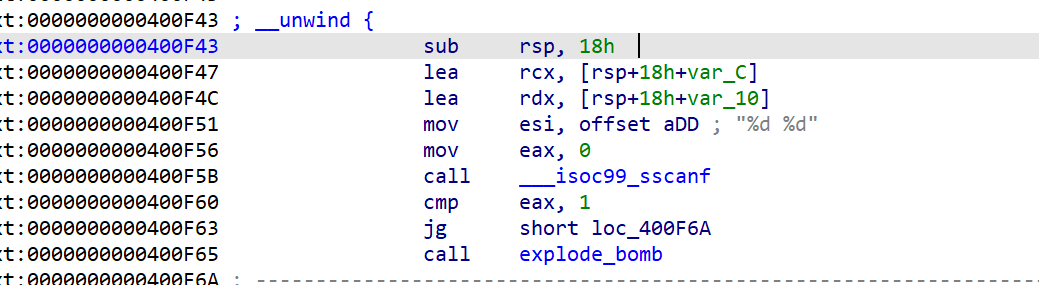 xt:0000000000400F43 ; __unwind {
xt:0000000000400F43 sub rsp, 18h
xt:0000000000400F47 lea rcx, [rsp+18h+var_C]
xt:0000000000400F4C lea rdx, [rsp+18h+var_10]
xt:0000000000400F51 mov esi, offset aDD ; "%d %d"
xt:0000000000400F56 mov eax, 0
xt:0000000000400F5B call ___isoc99_sscanf
xt:0000000000400F60 cmp eax, 1
xt:0000000000400F63 jg short loc_400F6A
xt:0000000000400F65 call explode_bomb
xt:0000000000400F6A ; ---------------------------------------------------------------------------